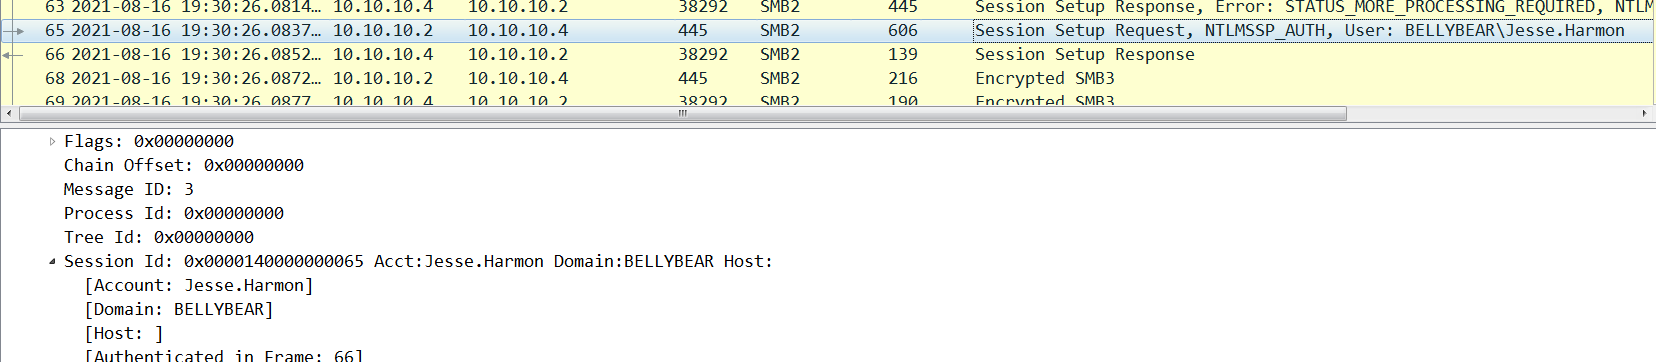 63 2021-08-16 19:30:26.0814… 10.10.10.4 10.10.10.2 38292 SMB2 445 Session Setup Response, Error: STATUS_MORE_PROCESSING_REQUIRED, NTLM
65 2021-08-16 19:30:26.0837… 10.10.10.2 10.10.10.4 445 SMB2 606 Session Setup Request, NTLMSSP_AUTH, User: BELLYBEAR\Jesse.Harmon
66 2021-08-16 19:30:26.0852… 10.10.10.4 10.10.10.2 38292 SMB2 139 Session Setup Response
68 2021-08-16 19:30:26.0872… 10.10.10.2 10.10.10.4 445 SMB2 216 Encrypted SMB3
69 2021-08-16 19:30:26.0877 10.10.10.4 10.10.10.2 38292 SMB2 190 Encrypted SMB3
Flags: 0x00000000
Chain Offset: 0x00000000
Message ID: 3
Process Id: 0x00000000
Tree Id: 0x00000000
Session Id: 0x0000140000000065 Acct:Jesse.Harmon Domain:BELLYBEAR Host:
[Account: Jesse.Harmon]
[Domain: BELLYBEAR]
[Host: ]
[Authenticated in Frame: 66]